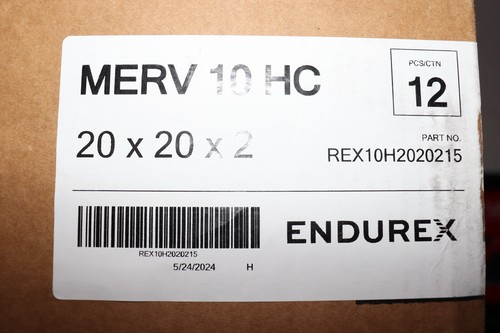 MERV 10 HC
PCS/CTN
12
20 x 20 x 2
PART NO.
REX10H2020215
REX10H2020215
5/24/2024 H
ENDUREX